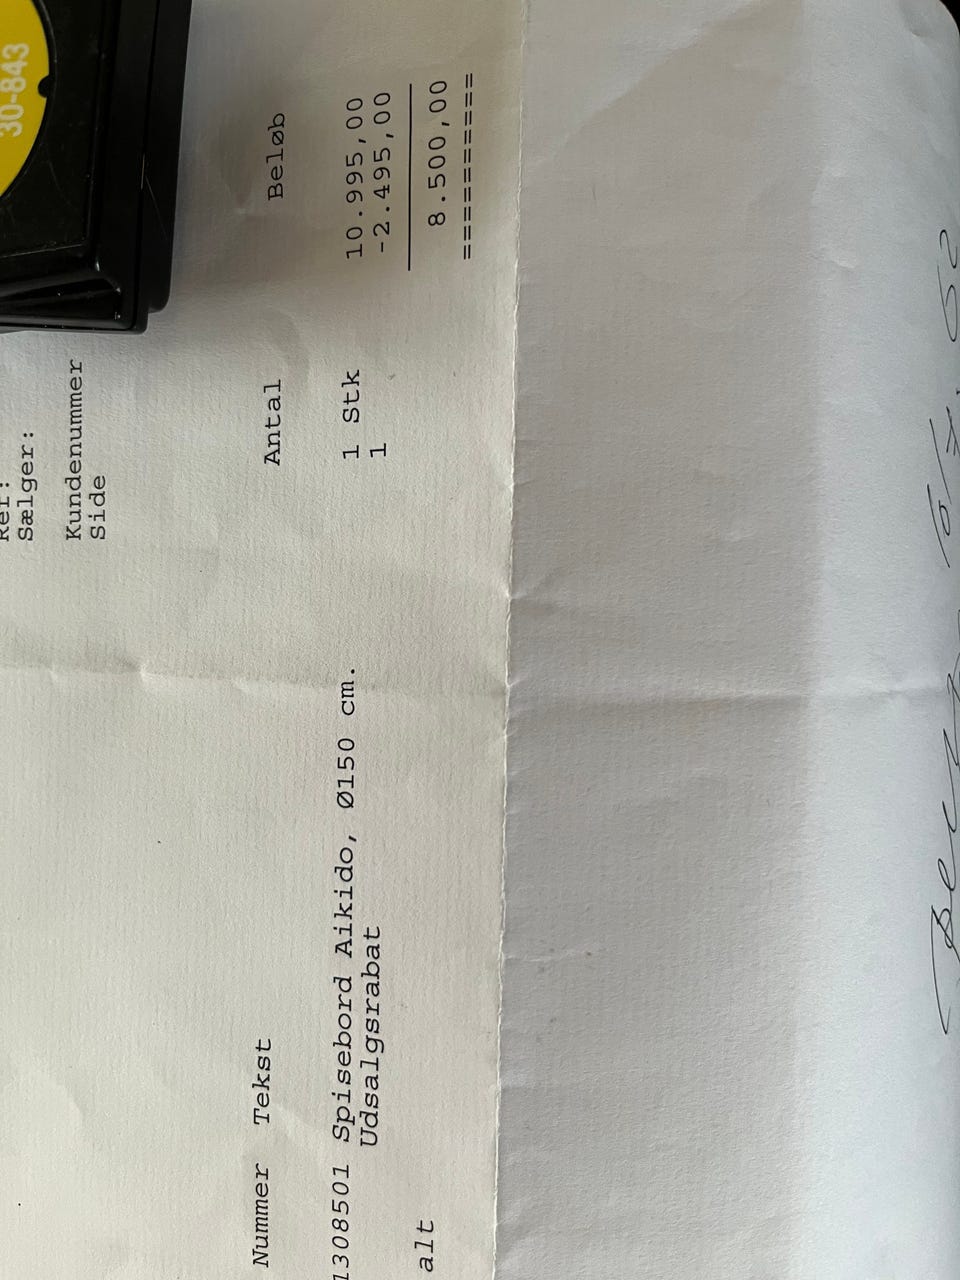 30-843
Sælger:
Kundenummer
Side
Nummer Tekst Antal Beløb
1308501 Spisebord Aikido, Ø150 cm. 1 Stk 10.995,00
Udsalgsrabat 1 -2.495,00
alt 8.500,00
==========